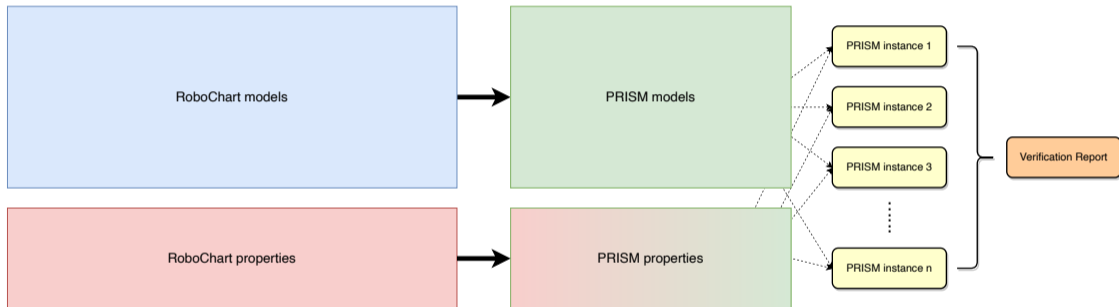 RoboChart models
PRISM models
PRISM instance 1
PRISM instance 2
PRISM instance 3
Verification Report
RoboChart properties
PRISM properties
PRISM instance n